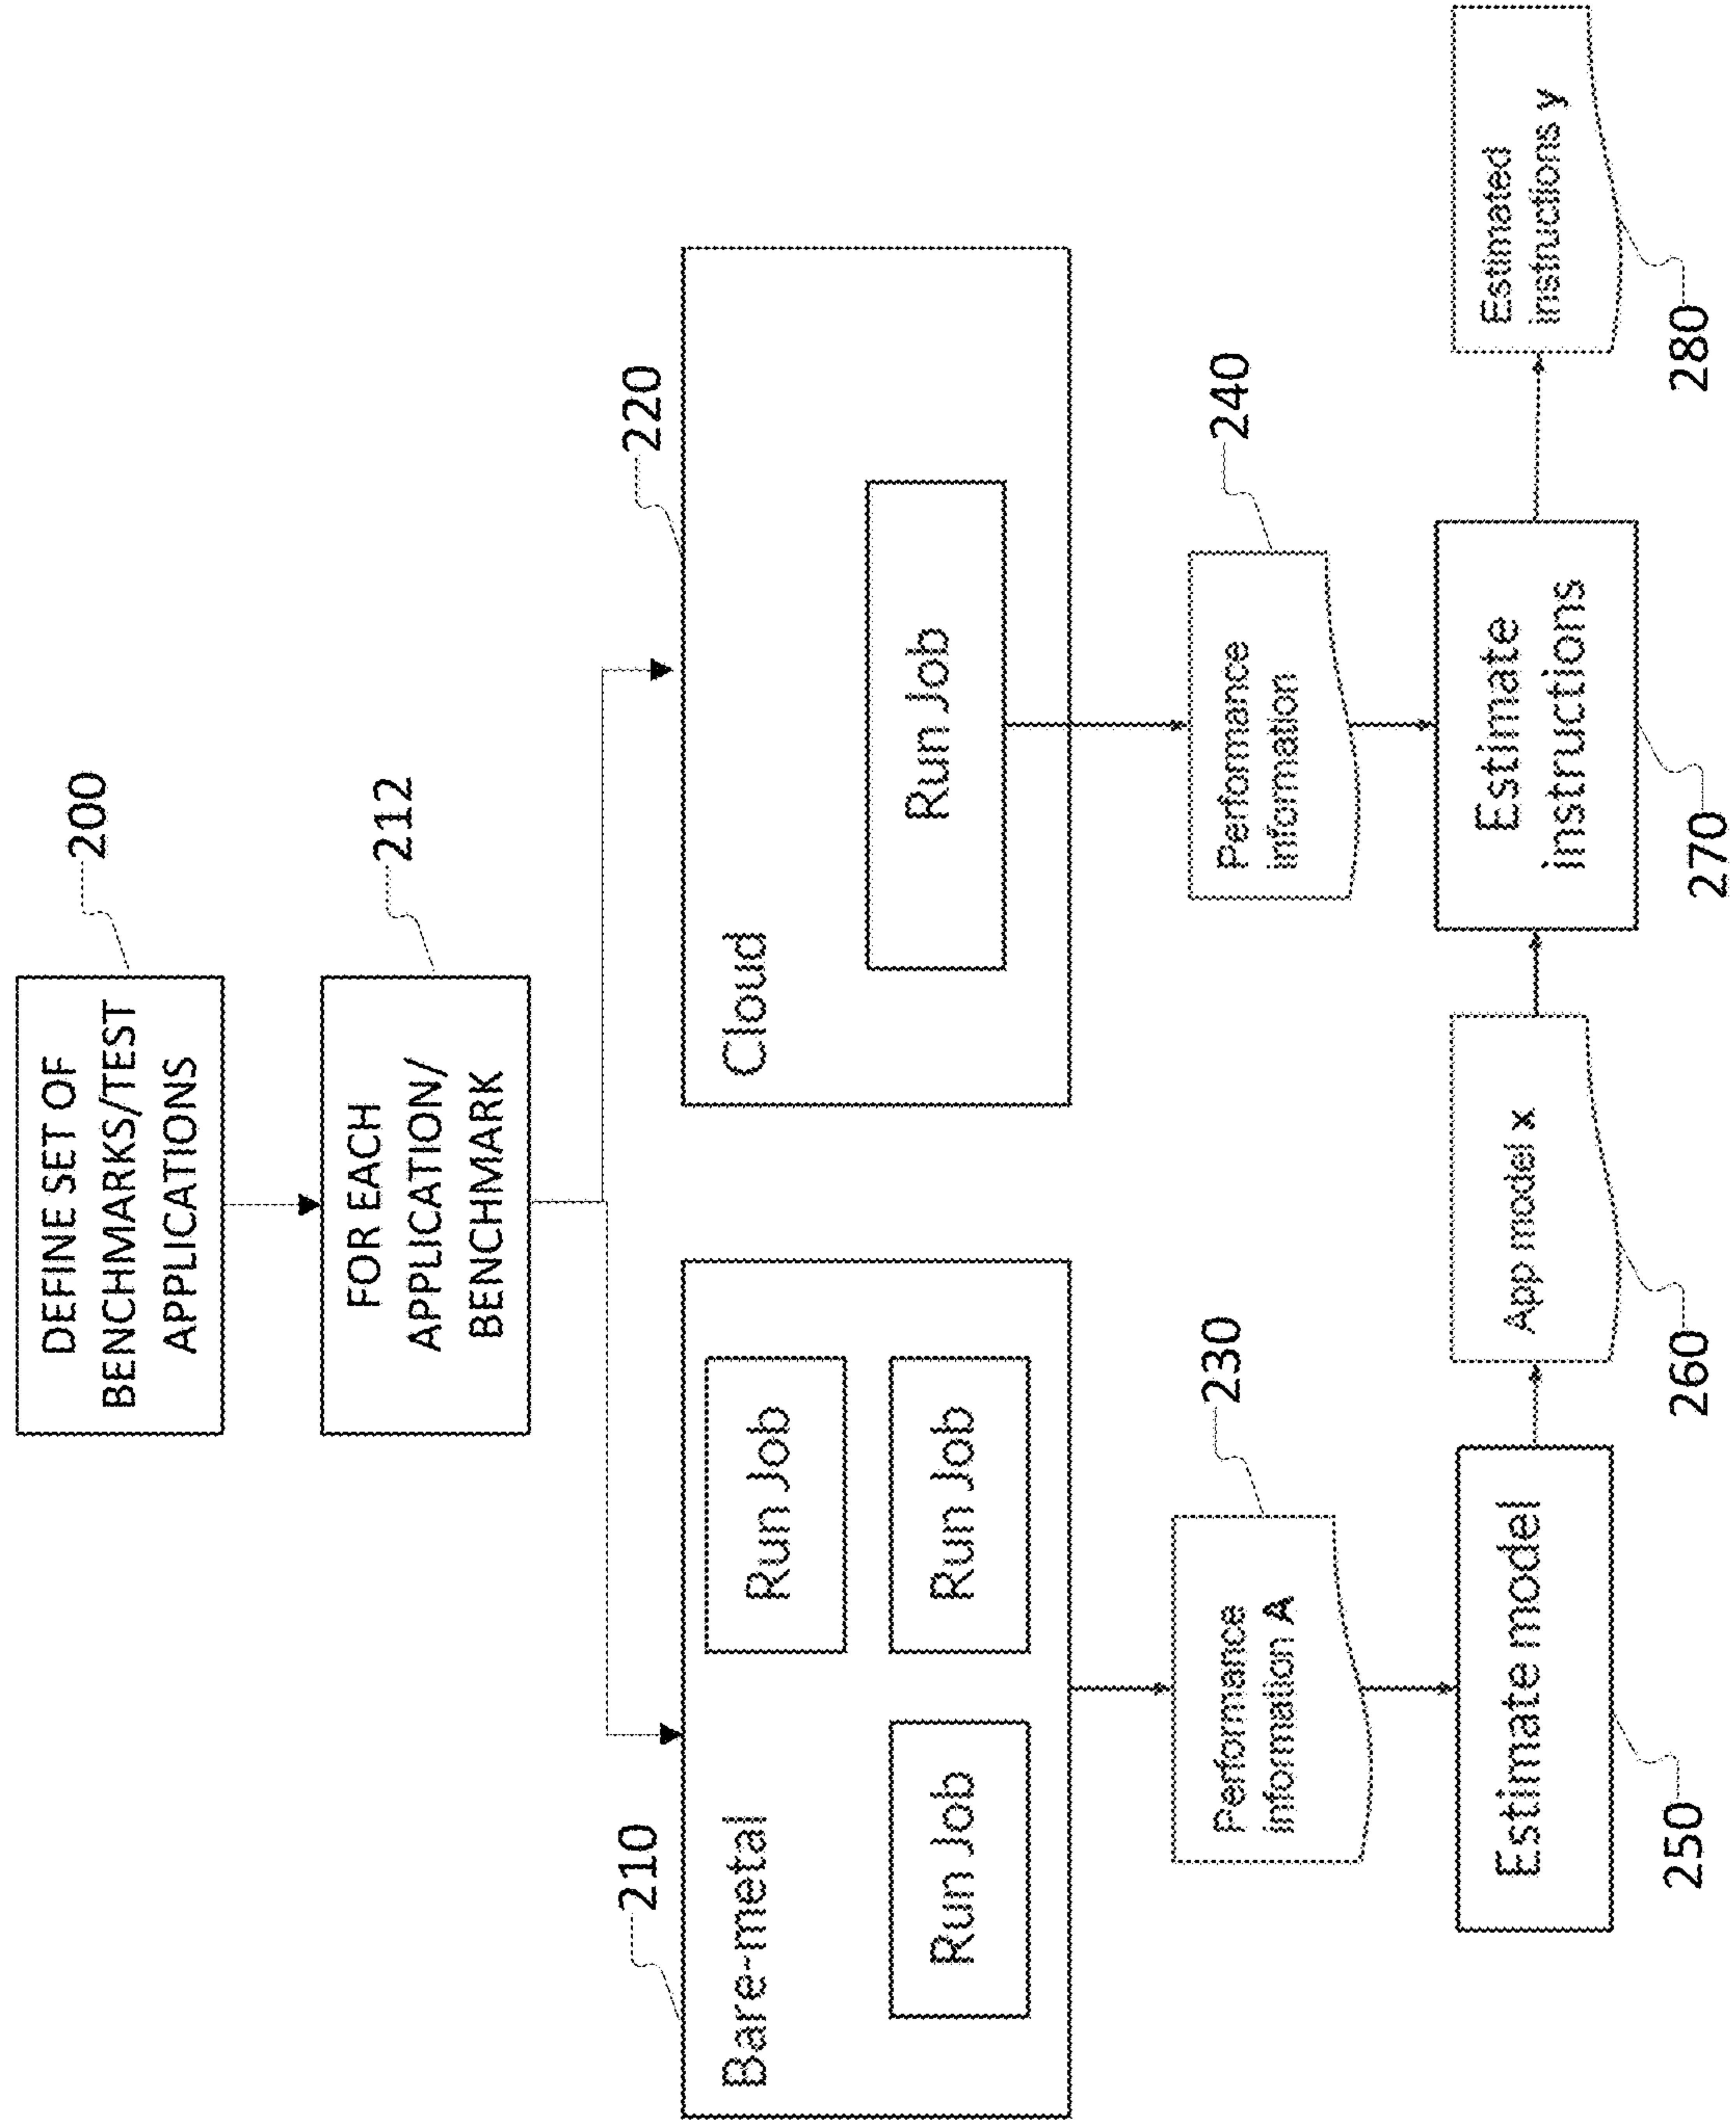 DEFINE SET OF
BENCHMARKS/TEST
APPLICATIONS
200
FOR EACH
APPLICATION/
BENCHMARK
212
210
Bare-metal
Run Job
Run Job
Run Job
220
Cloud
Run Job
230
Performance
information A
240
Performance
information
Estimate model
250
App model x
260
Estimate
instructions
270
Estimated
instructions y
280